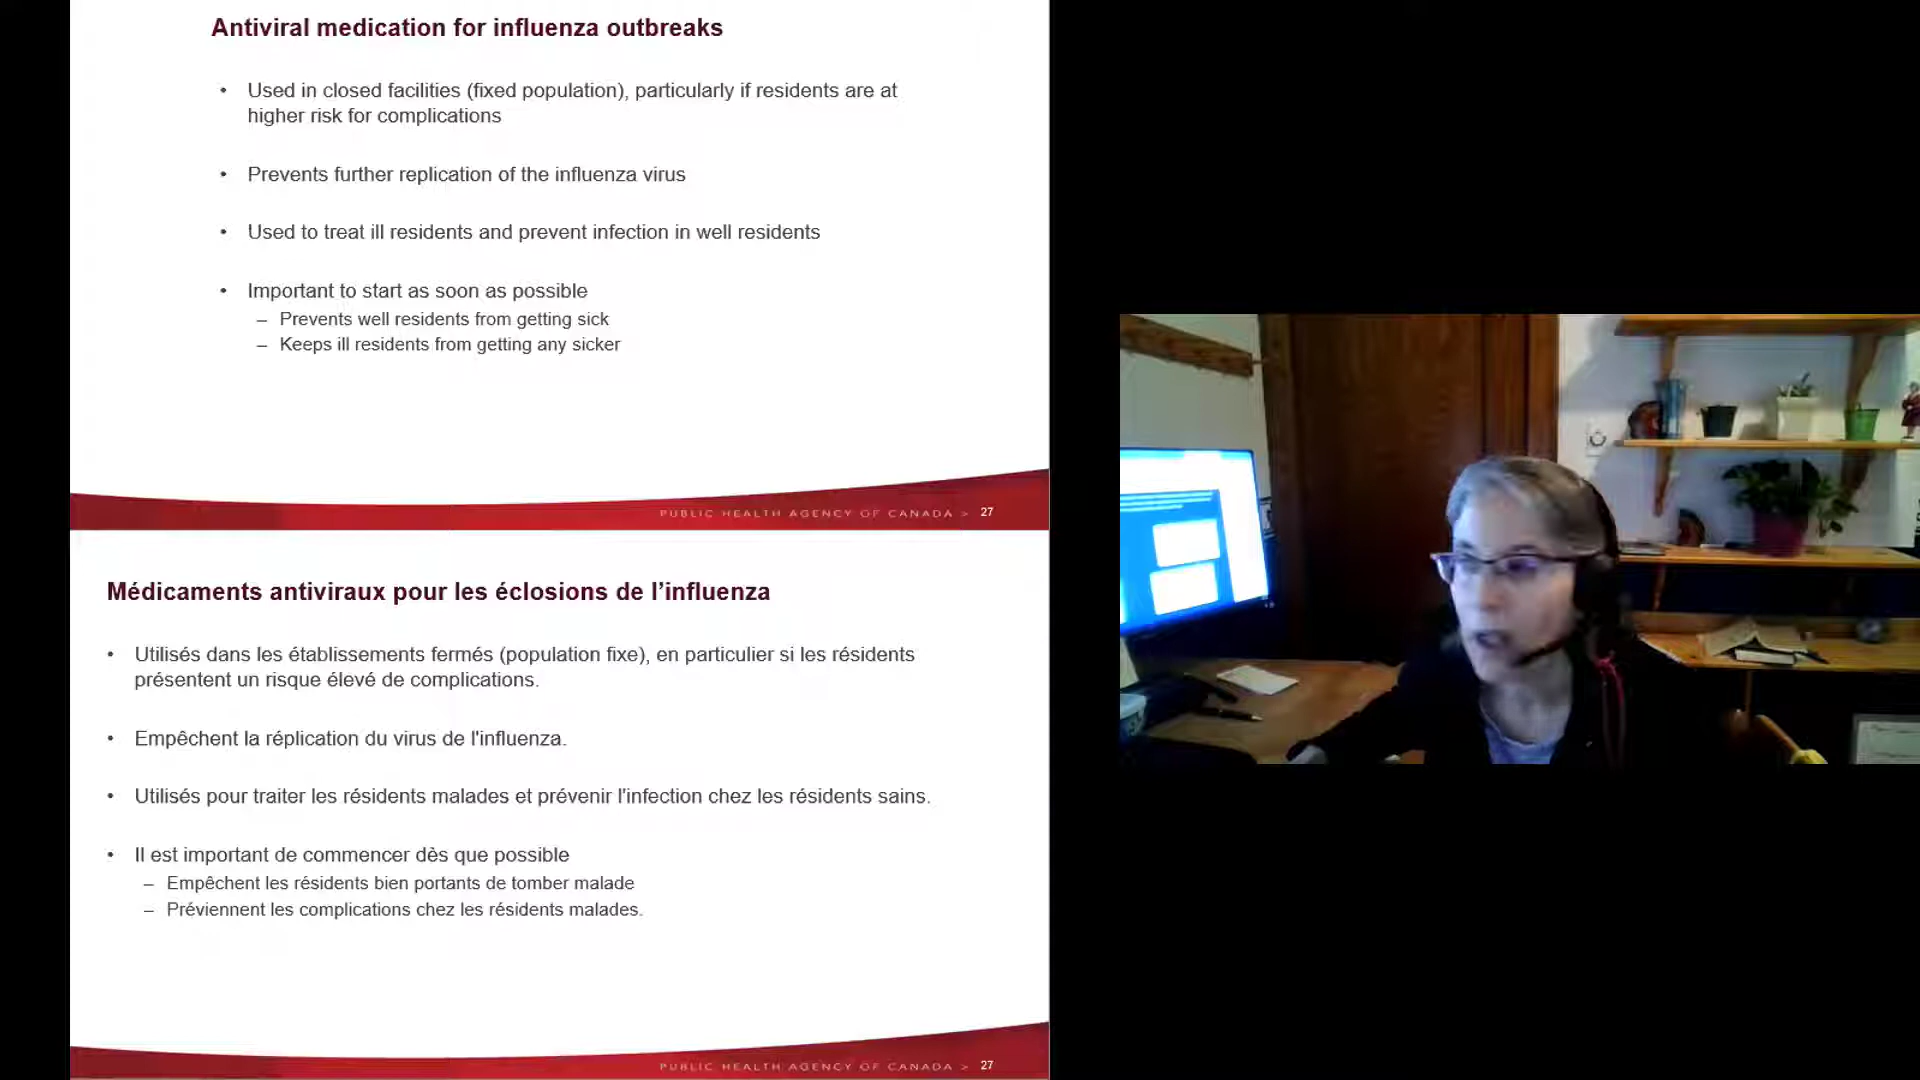 Antiviral medication for influenza outbreaks
• Used in closed facilities (fixed population), particularly if residents are at
higher risk for complications
• Prevents further replication of the influenza virus
• Used to treat ill residents and prevent infection in well residents
• Important to start as soon as possible
– Prevents well residents from getting sick
– Keeps ill residents from getting any sicker
PUBLIC HEALTH AGENCY OF CANADA > 27
Médicaments antiviraux pour les éclosions de l’influenza
• Utilisés dans les établissements fermés (population fixe), en particulier si les résidents
présentent un risque élevé de complications.
• Empêchent la réplication du virus de l'influenza.
• Utilisés pour traiter les résidents malades et prévenir l'infection chez les résidents sains.
• Il est important de commencer dès que possible
– Empêchent les résidents bien portants de tomber malade
– Préviennent les complications chez les résidents malades.
PUBLIC HEALTH AGENCY OF CANADA > 27